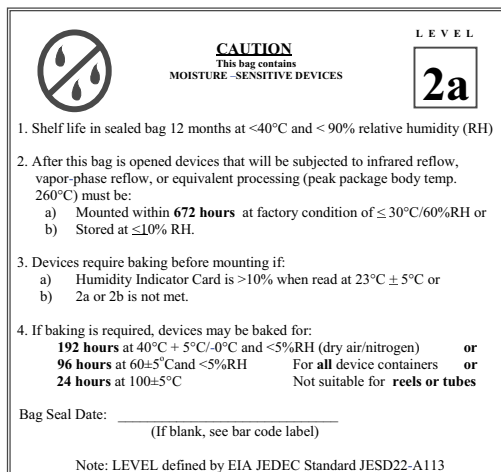 LEVEL
CAUTION
This bag contains
MOISTURE –SENSITIVE DEVICES
2a
1. Shelf life in sealed bag 12 months at <40°C and < 90% relative humidity (RH)
2. After this bag is opened devices that will be subjected to infrared reflow,
vapor-phase reflow, or equivalent processing (peak package body temp.
260°C) must be:
a) Mounted within 672 hours at factory condition of ≤ 30°C/60%RH or
b) Stored at ≤10% RH.
3. Devices require baking before mounting if:
a) Humidity Indicator Card is >10% when read at 23°C ± 5°C or
b) 2a or 2b is not met.
4. If baking is required, devices may be baked for:
192 hours at 40°C + 5°C/-0°C and <5%RH (dry air/nitrogen) or
96 hours at 60±5°Cand <5%RH For all device containers or
24 hours at 100±5°C Not suitable for reels or tubes
Bag Seal Date: ______________________________
(If blank, see bar code label)
Note: LEVEL defined by EIA JEDEC Standard JESD22-A113